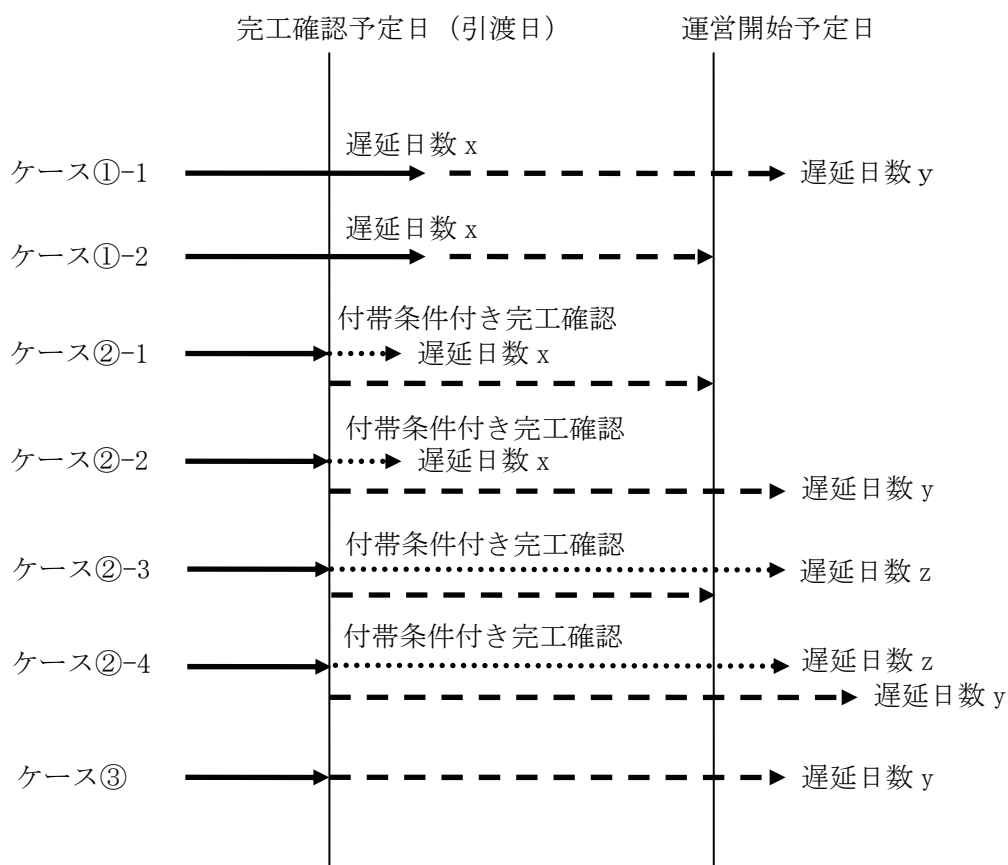 完工確認予定日（引渡日） 運営開始予定日
遅延日数 x
ケース①-1 遅延日数 y
遅延日数 x
ケース①-2
付帯条件付き完工確認
ケース②-1 遅延日数 x
付帯条件付き完工確認
ケース②-2 遅延日数 x
遅延日数 y
付帯条件付き完工確認
ケース②-3 遅延日数 z
付帯条件付き完工確認
ケース②-4 遅延日数 z
遅延日数 y
ケース③ 遅延日数 y